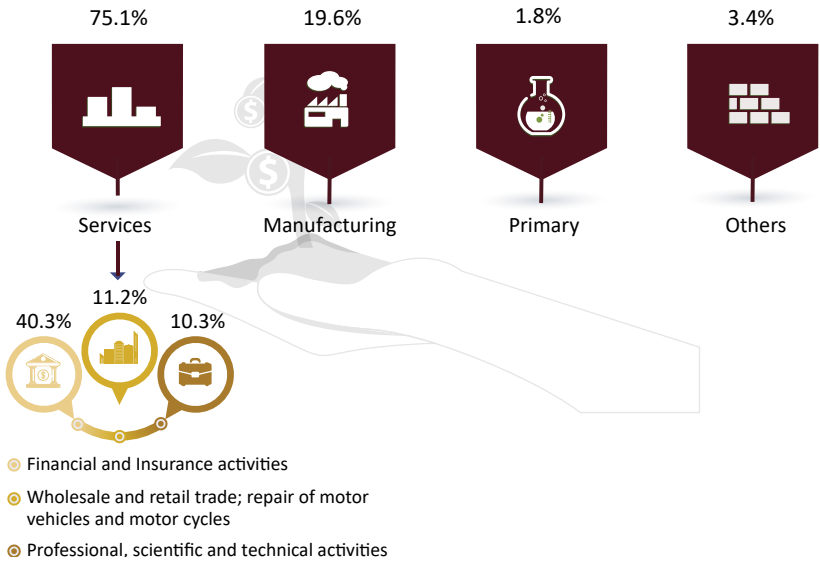 75.1% 19.6% 1.8% 3.4%
$
$
Services Manufacturing Primary Others
11.2%
40.3% 10.3%
$
Financial and Insurance activities
Wholesale and retail trade; repair of motor
vehicles and motor cycles
Professional, scientific and technical activities